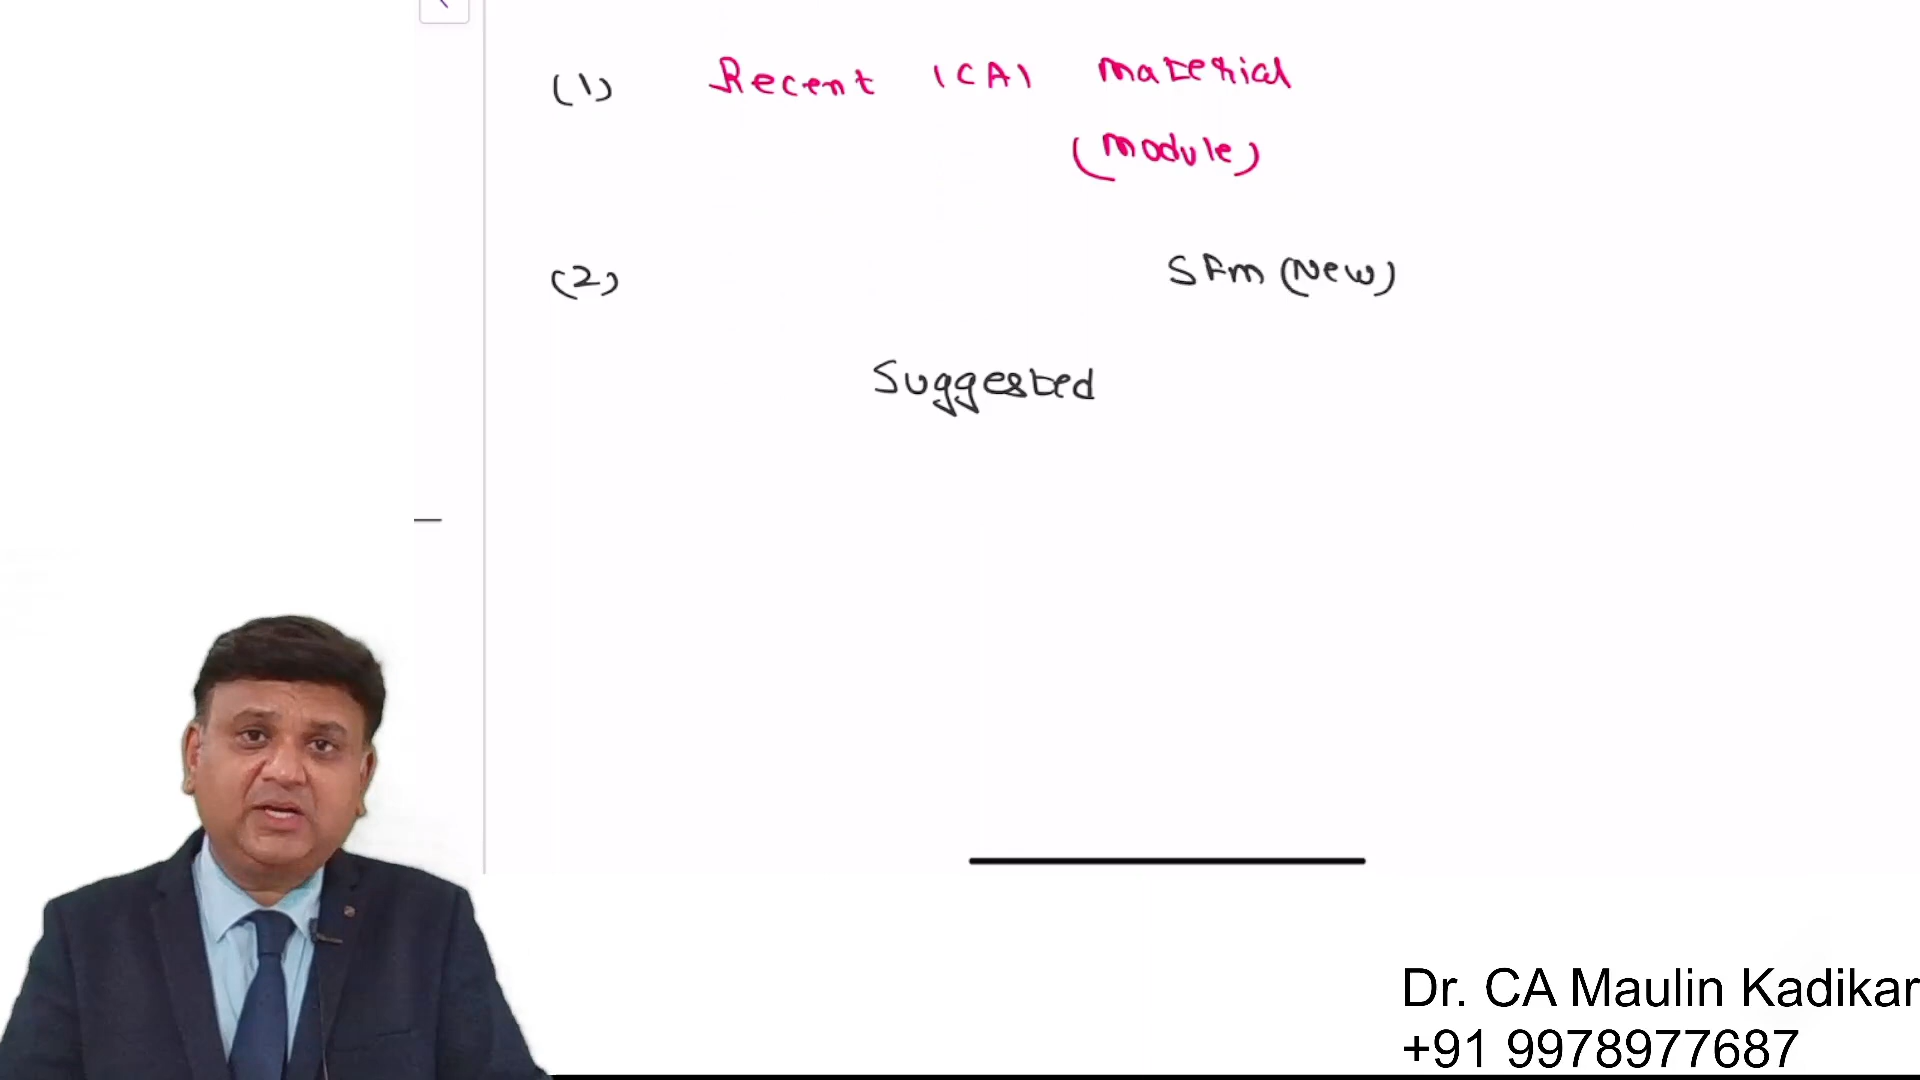 (1) Recent ICAI Material
(Module)
(2) SFM (New)
Suggested
Dr. CA Maulin Kadikar
+91 9978977687